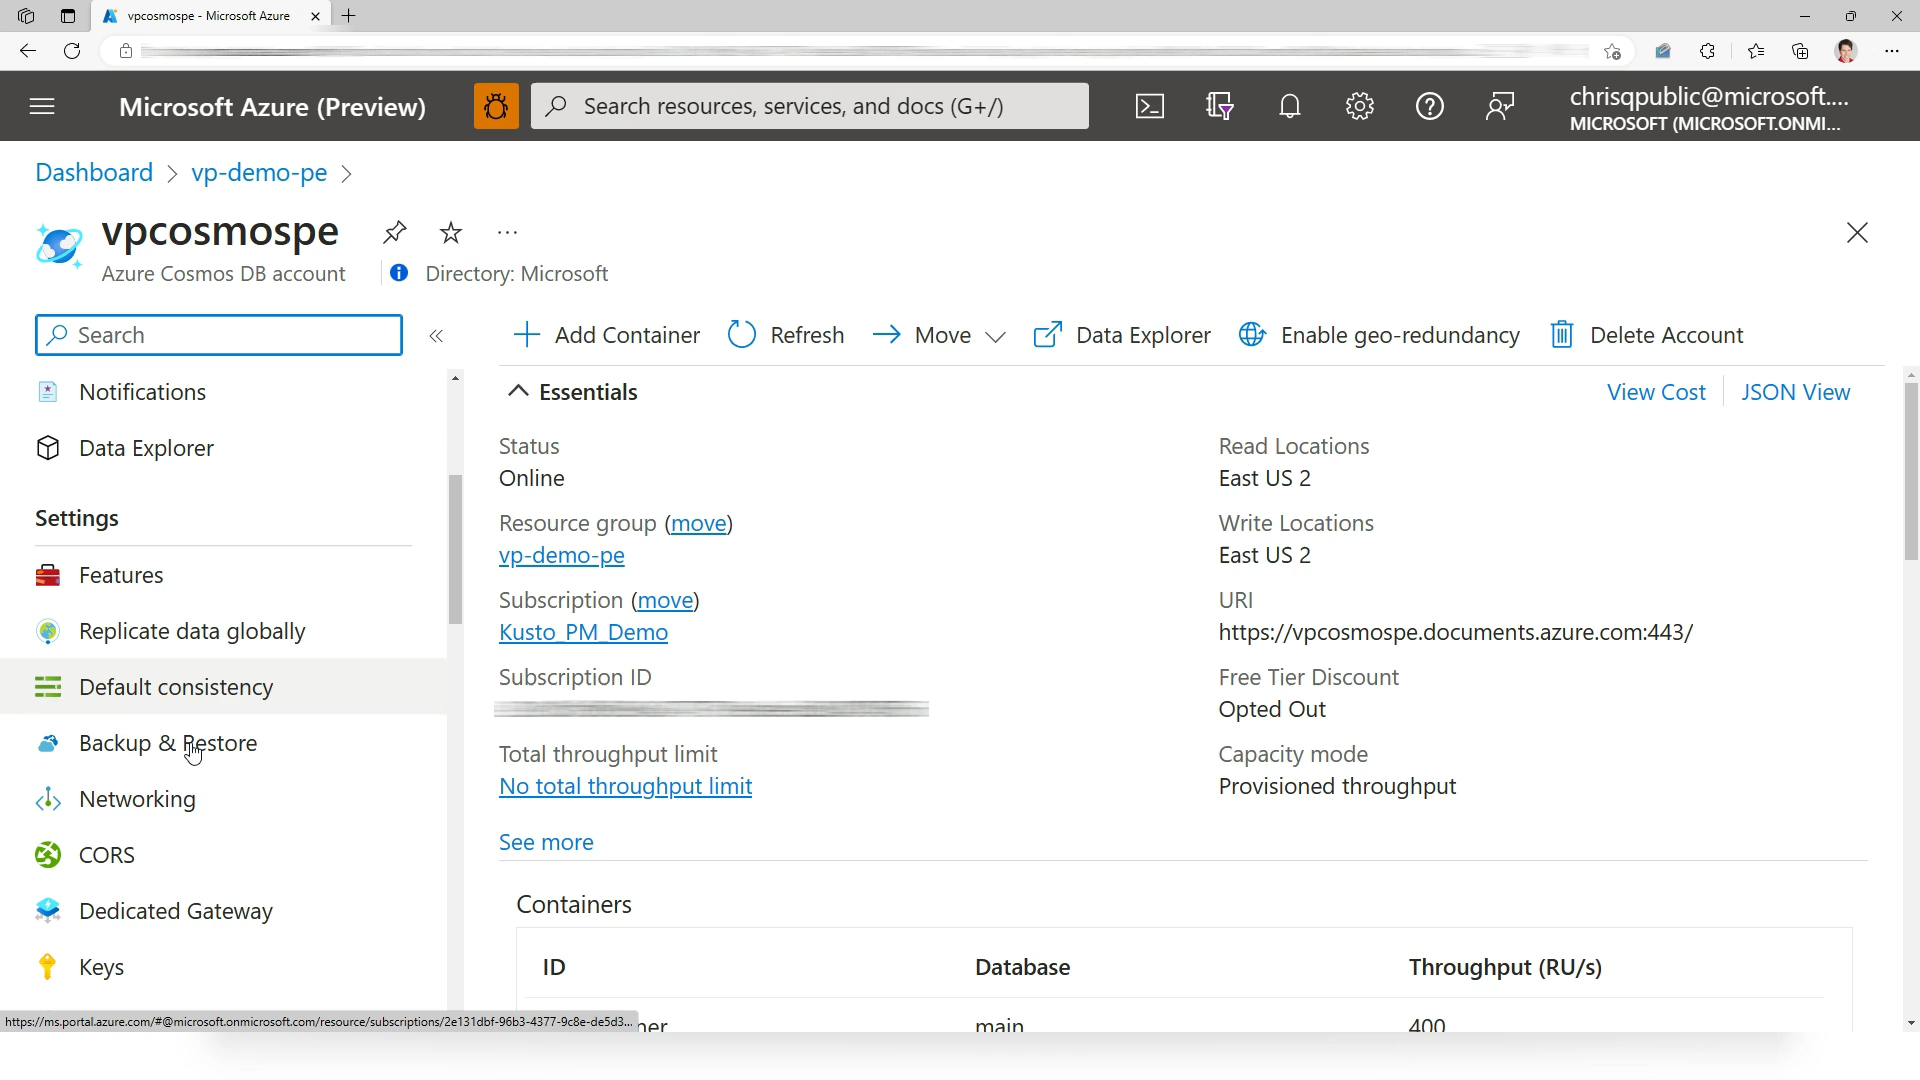 vpcosmospe - Microsoft Azure
Microsoft Azure (Preview)
Search resources, services, and docs (G+/)
chrisqpublic@microsoft....
MICROSOFT (MICROSOFT.ONMI...
Dashboard > vp-demo-pe >
vpcosmospe
Azure Cosmos DB account
Directory: Microsoft
Search
Add Container
Refresh
Move
Data Explorer
Enable geo-redundancy
Delete Account
Notifications
Data Explorer
Settings
Features
Replicate data globally
Default consistency
Backup & Restore
Networking
CORS
Dedicated Gateway
Keys
Essentials
View Cost
JSON View
Status
Online
Resource group (move)
vp-demo-pe
Subscription (move)
Kusto_PM_Demo
Subscription ID
Total throughput limit
No total throughput limit
See more
Read Locations
East US 2
Write Locations
East US 2
URI
https://vpcosmospe.documents.azure.com:443/
Free Tier Discount
Opted Out
Capacity mode
Provisioned throughput
Containers
ID Database Throughput (RU/s)
main 400
https://ms.portal.azure.com/#@microsoft.onmicrosoft.com/resource/subscriptions/2e131dbf-96b3-4377-9c8e-de5d3...